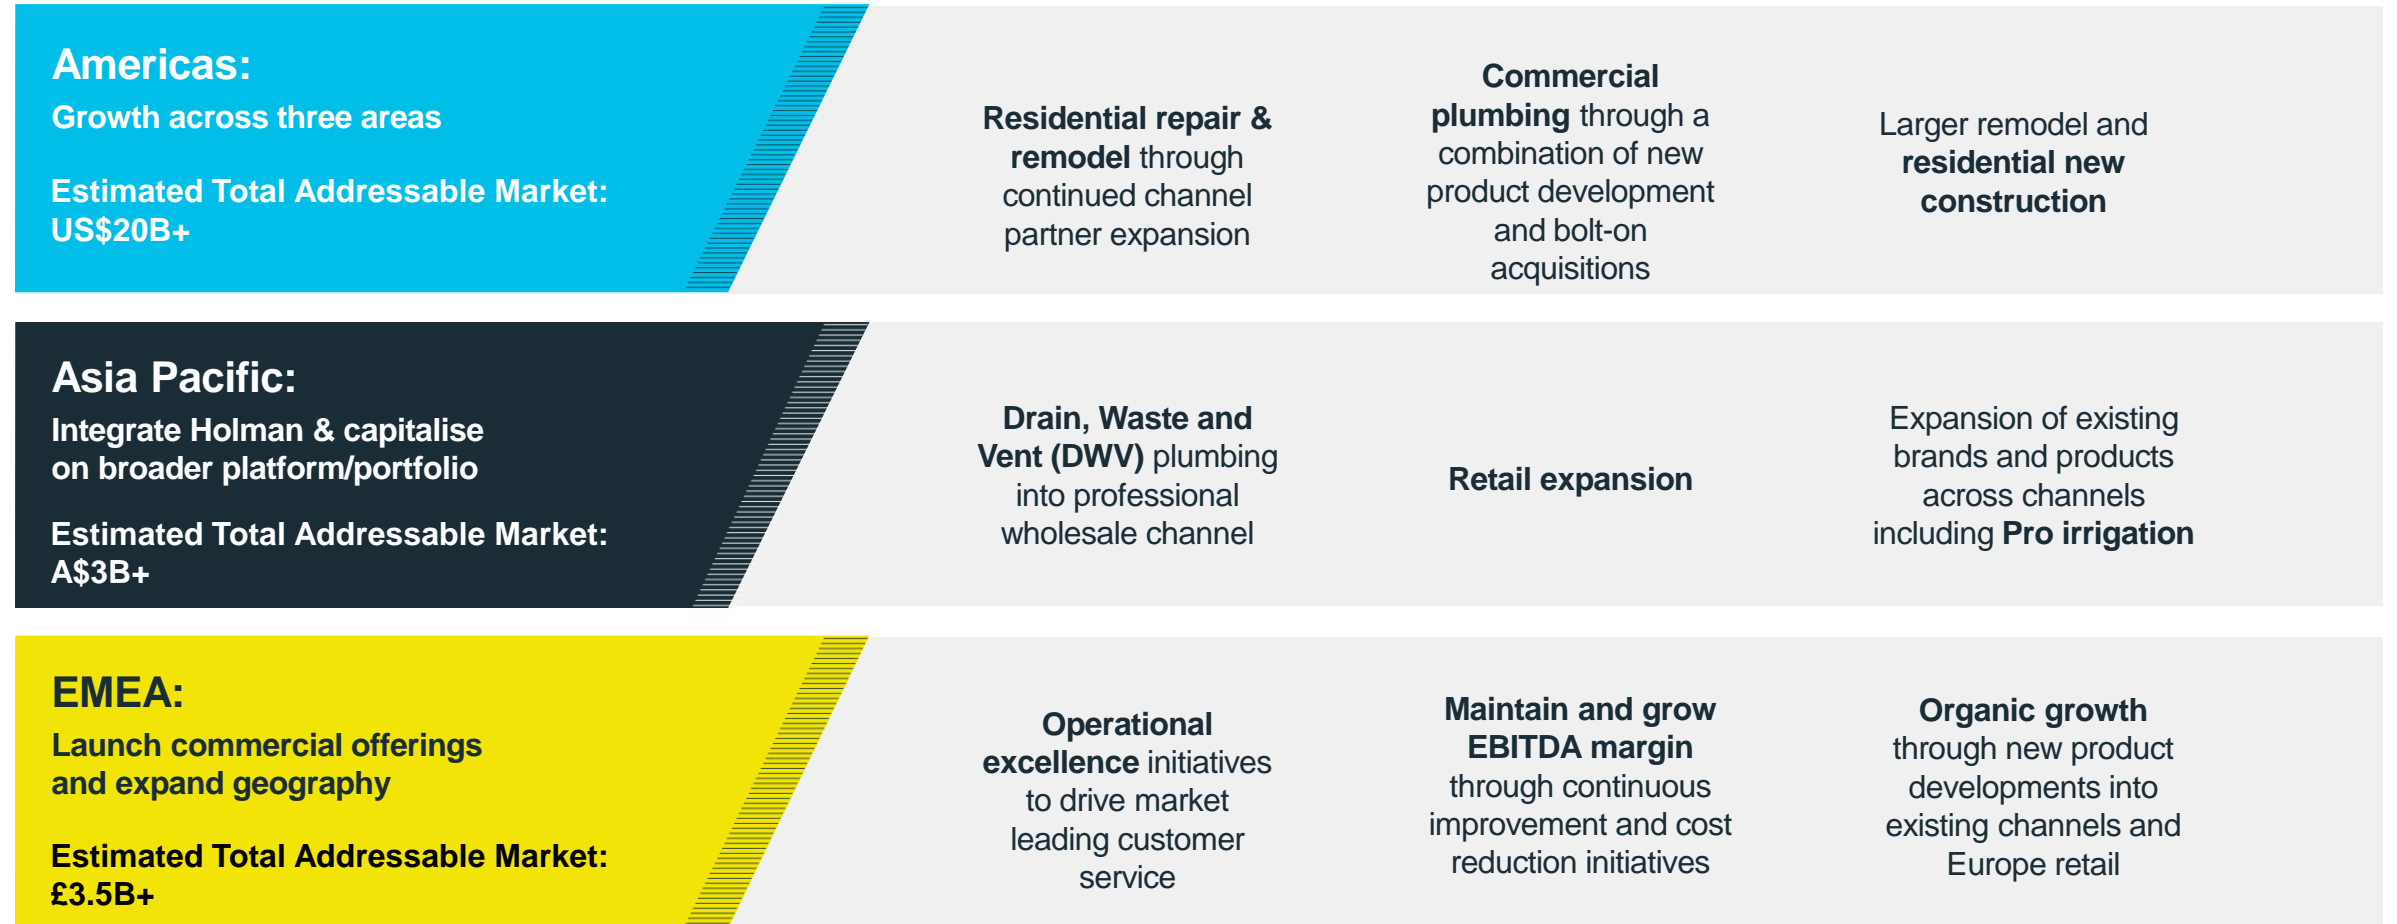 Americas:
Growth across three areas
Estimated Total Addressable Market:
US$20B+
Residential repair &
remodel through
continued channel
partner expansion
Commercial
plumbing through a
combination of new
product development
and bolt-on
acquisitions
Larger remodel and
residential new
construction
Asia Pacific:
Integrate Holman & capitalise
on broader platform/portfolio
Estimated Total Addressable Market:
A$3B+
Drain, Waste and
Vent (DWV) plumbing
into professional
wholesale channel
Retail expansion
Expansion of existing
brands and products
across channels
including Pro irrigation
EMEA:
Launch commercial offerings
and expand geography
Estimated Total Addressable Market:
£3.5B+
Operational
excellence initiatives
to drive market
leading customer
service
Maintain and grow
EBITDA margin
through continuous
improvement and cost
reduction initiatives
Organic growth
through new product
developments into
existing channels and
Europe retail